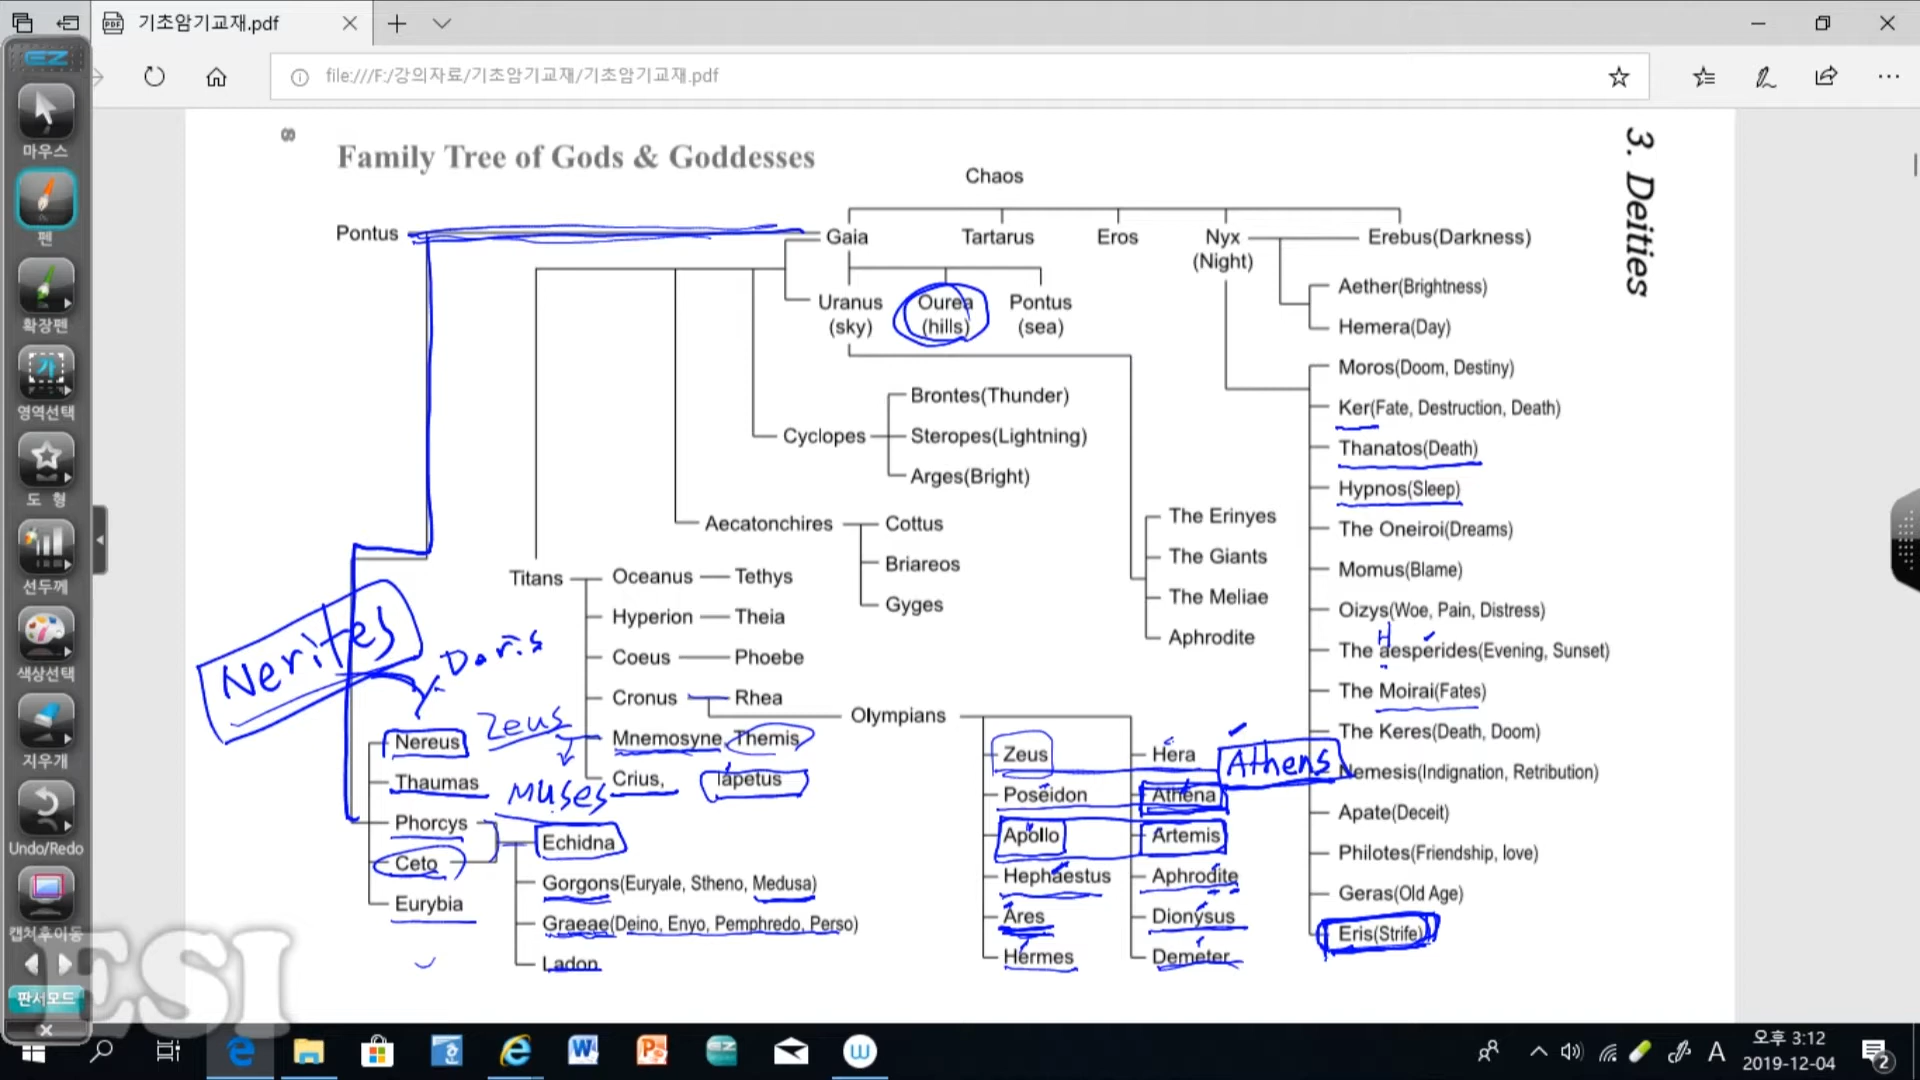 기초암기교재.pdf
file:///F:/강의자료/기초암기교재/기초암기교재.pdf
EZ
마우스
펜
확장펜
영역선택
도 형
선두께
색상선택
지우개
Undo/Redo
캡쳐후이동
판서모드
ESI
8
Family Tree of Gods & Goddesses
3. Deities
Chaos
Pontus
Gaia
Tartarus
Eros
Nyx
(Night)
Erebus(Darkness)
Aether(Brightness)
Hemera(Day)
Uranus
(sky)
Ourea
(hills)
Pontus
(sea)
Moros(Doom, Destiny)
Ker(Fate, Destruction, Death)
Thanatos(Death)
Hypnos(Sleep)
The Oneiroi(Dreams)
Momus(Blame)
Oizys(Woe, Pain, Distress)
H
The aesperides(Evening, Sunset)
The Moirai(Fates)
The Keres(Death, Doom)
Nemesis(Indignation, Retribution)
Apate(Deceit)
Philotes(Friendship, love)
Geras(Old Age)
Eris(Strife)
Cyclopes
Brontes(Thunder)
Steropes(Lightning)
Arges(Bright)
Aecatonchires
Cottus
Briareos
Gyges
The Erinyes
The Giants
The Meliae
Aphrodite
Titans
Oceanus
Tethys
Hyperion
Theia
Coeus
Phoebe
Cronus
Rhea
Mnemosyne, Themis
Crius,
Iapetus
Nerites
Doris
Zeus
Muses
Nereus
Thaumas
Phorcys
Ceto
Eurybia
Echidna
Gorgons(Euryale, Stheno, Medusa)
Graeae(Deino, Enyo, Pemphredo, Perso)
Ladon
Olympians
Zeus
Hera
Athens
Poseidon
Athena
Apollo
Artemis
Hephaestus
Aphrodite
Ares
Dionysus
Hermes
Demeter
A
오후 3:12
2019-12-04
2